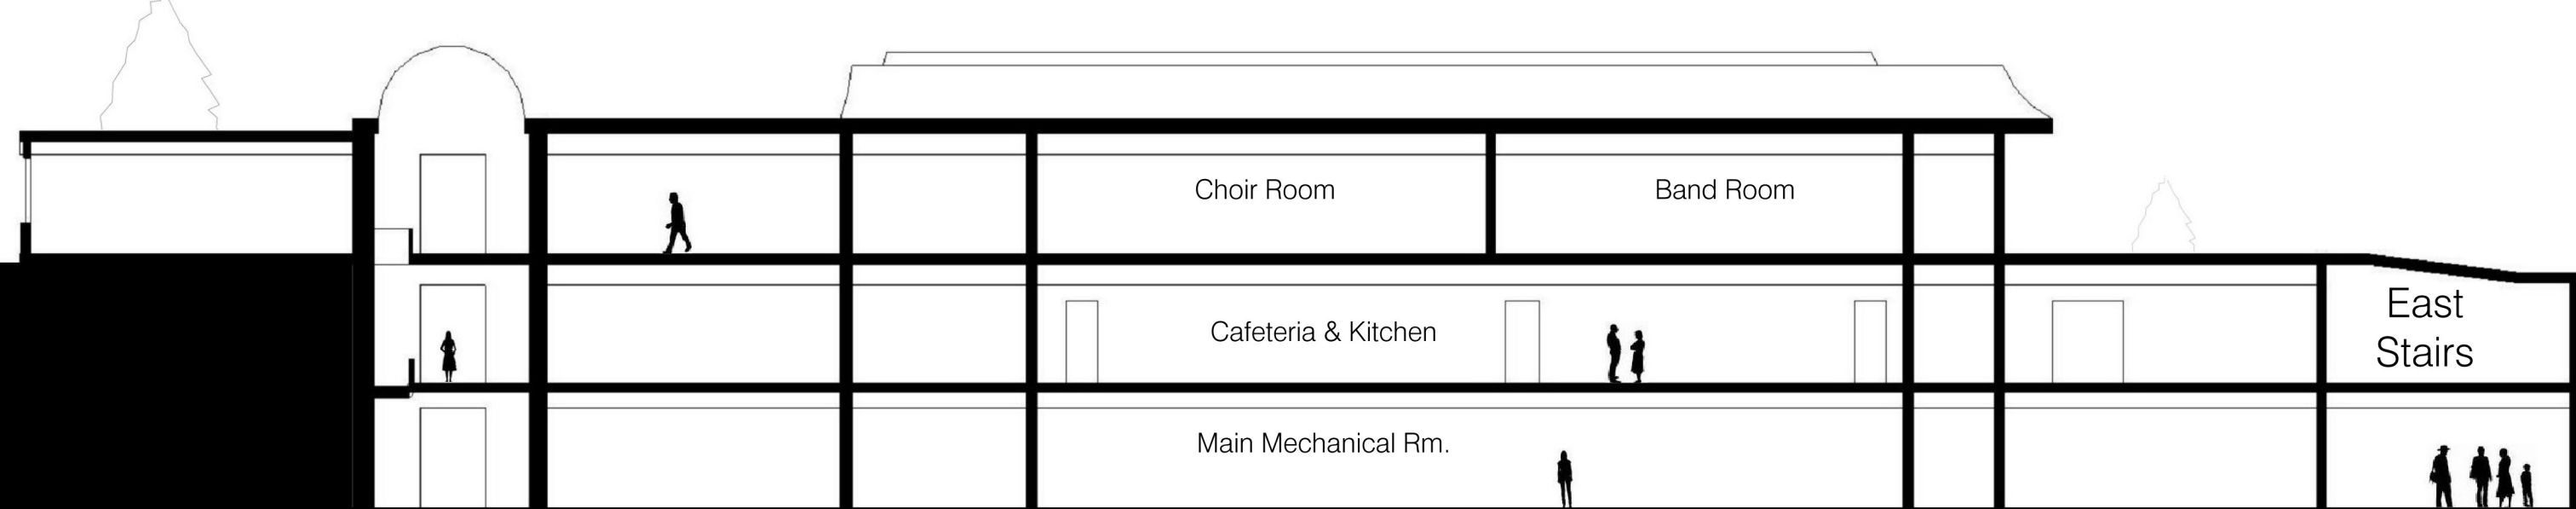 Choir Room
Band Room
Cafeteria & Kitchen
East
Stairs
Main Mechanical Rm.